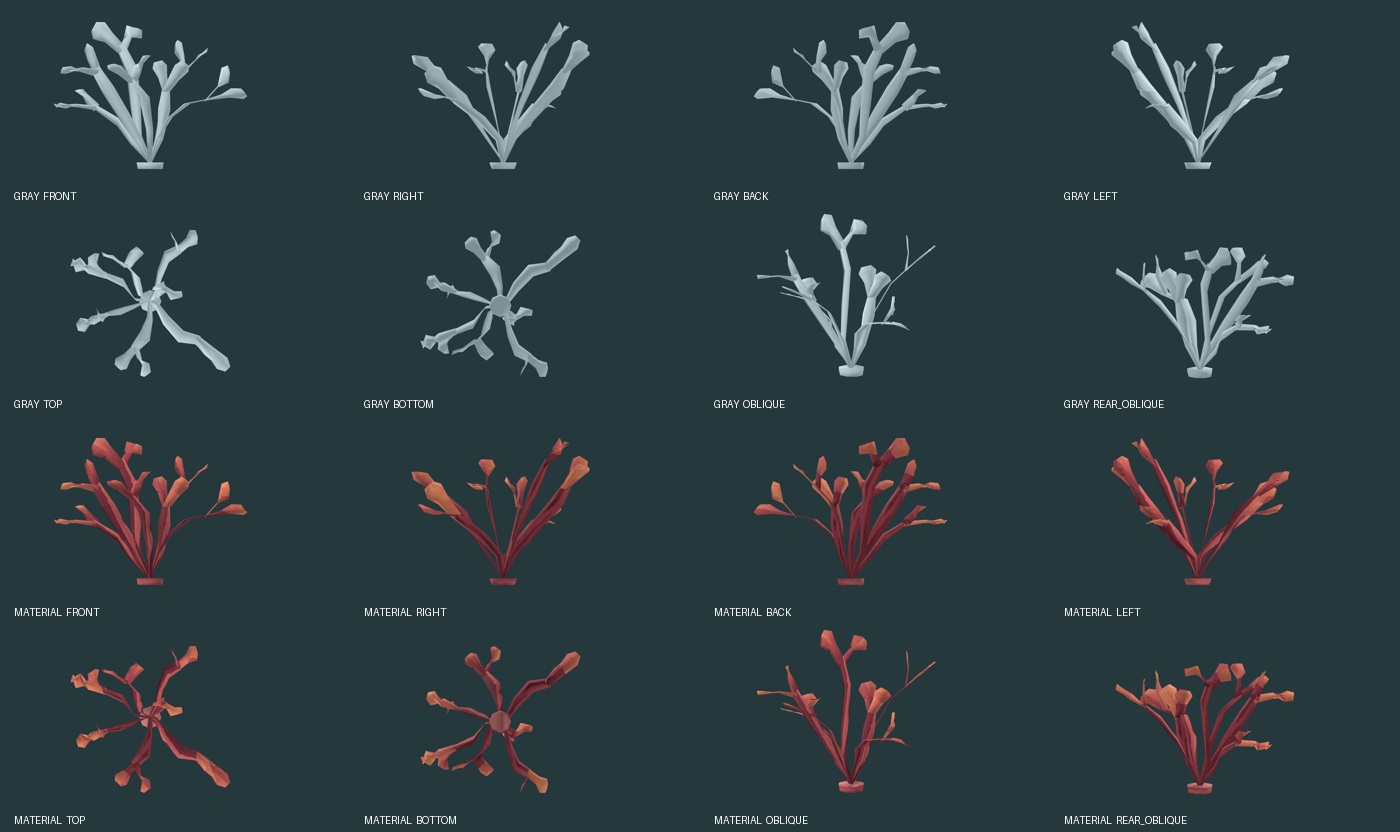 GRAY FRONT
GRAY RIGHT
GRAY BACK
GRAY LEFT
GRAY TOP
GRAY BOTTOM
GRAY OBLIQUE
GRAY REAR_OBLIQUE
MATERIAL FRONT
MATERIAL RIGHT
MATERIAL BACK
MATERIAL LEFT
MATERIAL TOP
MATERIAL BOTTOM
MATERIAL OBLIQUE
MATERIAL REAR_OBLIQUE